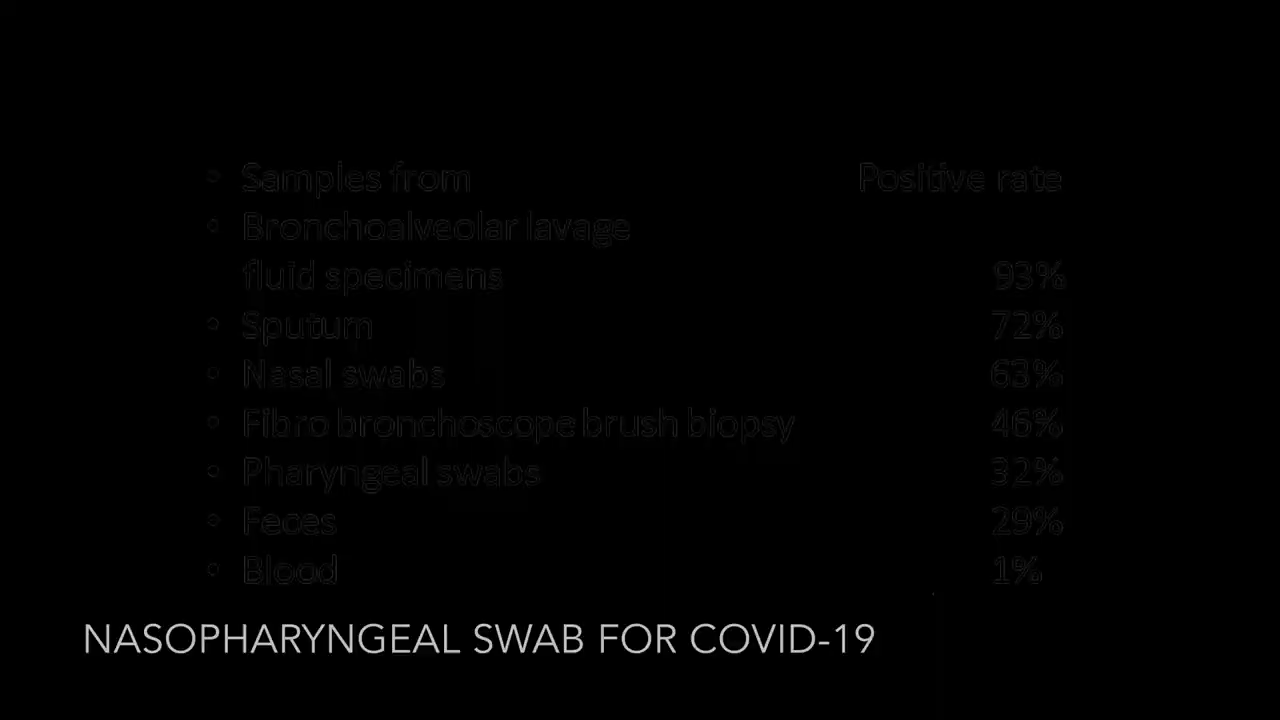 • Samples from Positive rate
• Bronchoalveolar lavage
fluid specimens 93%
• Sputum 72%
• Nasal swabs 63%
• Fibro bronchoscope brush biopsy 46%
• Pharyngeal swabs 32%
• Feces 29%
• Blood 1%
NASOPHARYNGEAL SWAB FOR COVID-19